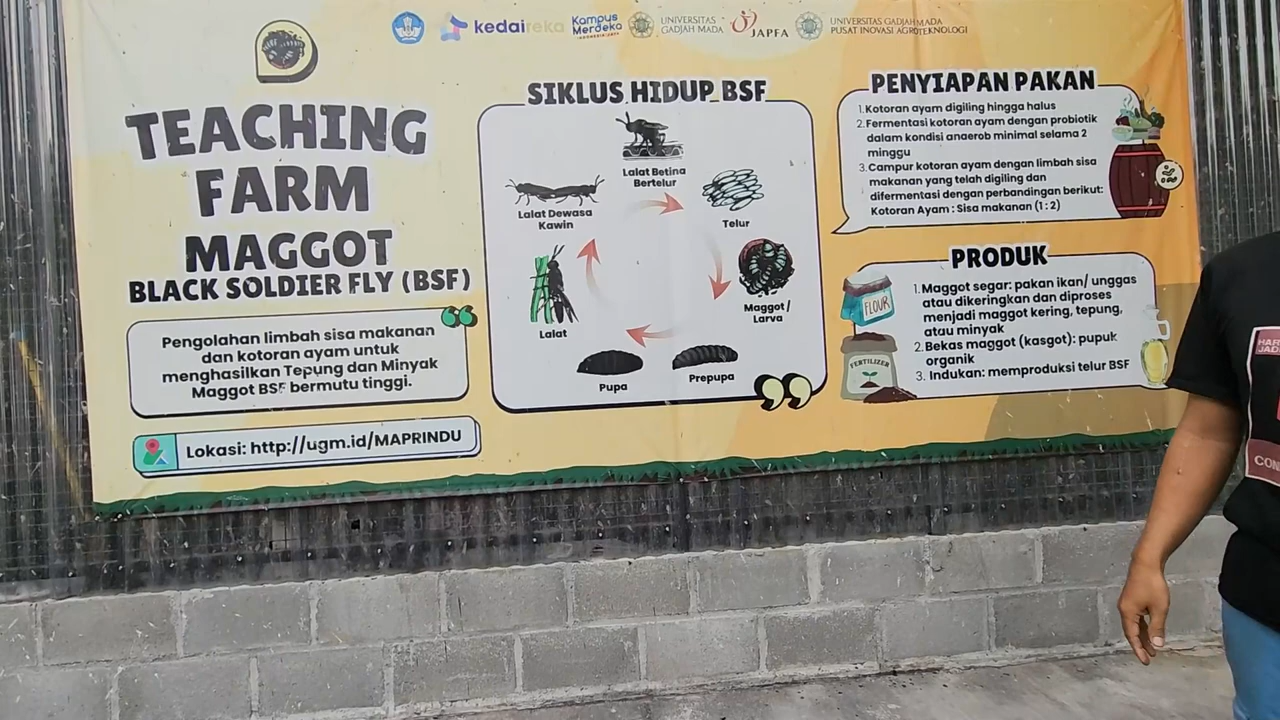 kedaireka
Kampus
Merdeka
UNIVERSITAS
GADJAH MADA
JAPFA
UNIVERSITAS GADJAH MADA
PUSAT INOVASI AGROTEKNOLOGI
TEACHING
FARM
MAGGOT
BLACK SOLDIER FLY (BSF)
Pengolahan limbah sisa makanan
dan kotoran ayam untuk
menghasilkan Tepung dan Minyak
Maggot BSF bermutu tinggi.
Lokasi: http://ugm.id/MAPRINDU
SIKLUS HIDUP BSF
Lalat Betina
Bertelur
Telur
Maggot/
Larva
Prepupa
Pupa
Lalat
Lalat Dewasa
Kawin
PENYIAPAN PAKAN
1. Kotoran ayam digiling hingga halus
2. Fermentasi kotoran ayam dengan probiotik
dalam kondisi anaerob minimal selama 2
minggu
3. Campur kotoran ayam dengan limbah sisa
makanan yang telah digiling dan
difermentasi dengan perbandingan berikut:
Kotoran Ayam : Sisa makanan (1 : 2)
PRODUK
1. Maggot segar: pakan ikan/ unggas
atau dikeringkan dan diproses
menjadi maggot kering, tepung,
atau minyak
2. Bekas maggot (kasgot): pupuk
organik
3. Indukan: memproduksi telur BSF
FLOUR
FERTILIZER
HAR
JAD
CON